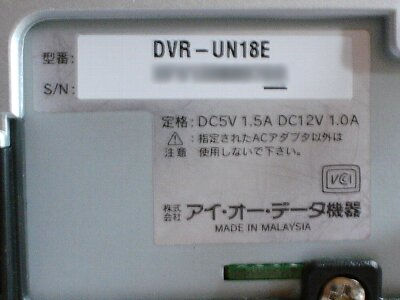 型番: DVR-UN18E
S/N:
定格: DC5V 1.5A DC12V 1.0A
⚠ : 指定されたACアダプタ以外は
注意 使用しないで下さい。
VCI
株式会社 アイ・オー・データ機器
MADE IN MALAYSIA